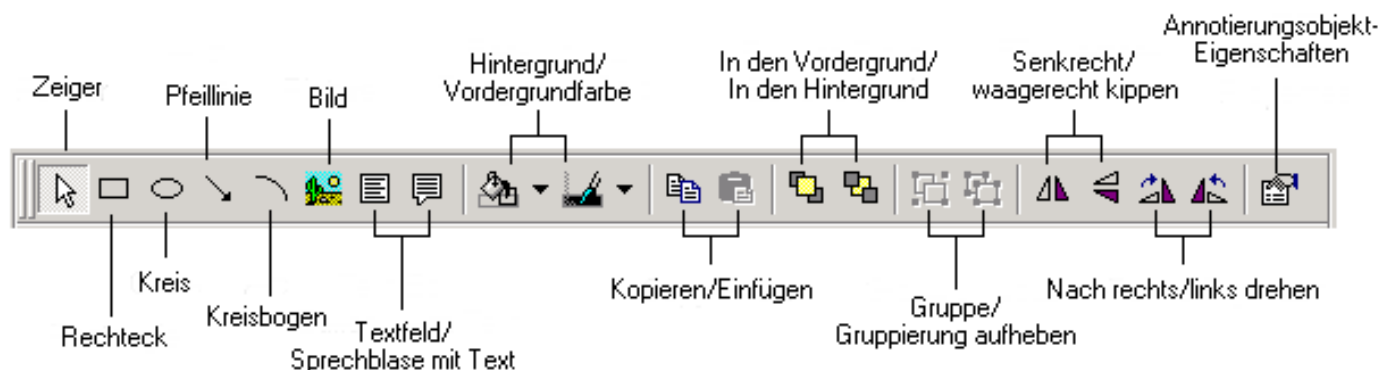 Zeiger
Pfeillinie
Bild
Hintergrund/
Vordergrundfarbe
In den Vordergrund/
In den Hintergrund
Senkrecht/
waagerecht kippen
Annotierungsobjekt-
Eigenschaften
Rechteck
Kreis
Kreisbogen
Textfeld/
Sprechblase mit Text
Kopieren/Einfügen
Gruppe/
Gruppierung aufheben
Nach rechts/links drehen